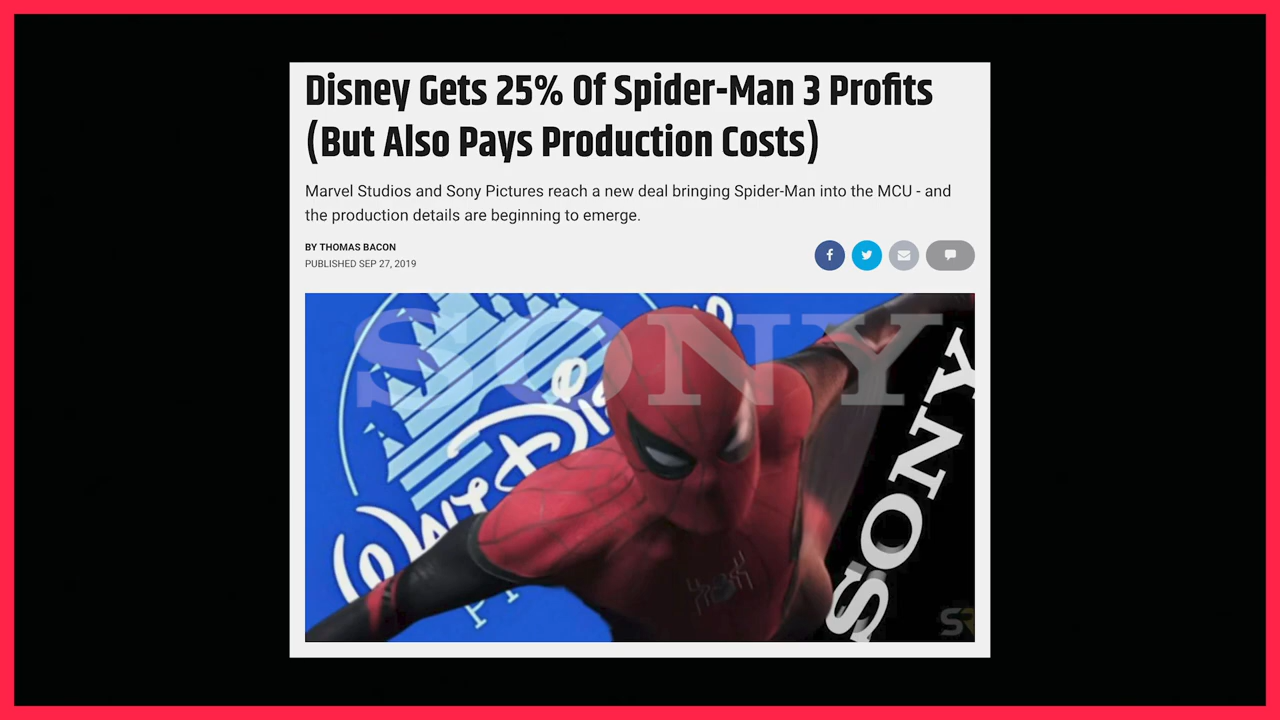 Disney Gets 25% Of Spider-Man 3 Profits
(But Also Pays Production Costs)
Marvel Studios and Sony Pictures reach a new deal bringing Spider-Man into the MCU - and
the production details are beginning to emerge.
BY THOMAS BACON
PUBLISHED SEP 27, 2019
SONY
Walt Disney
SONY
SR